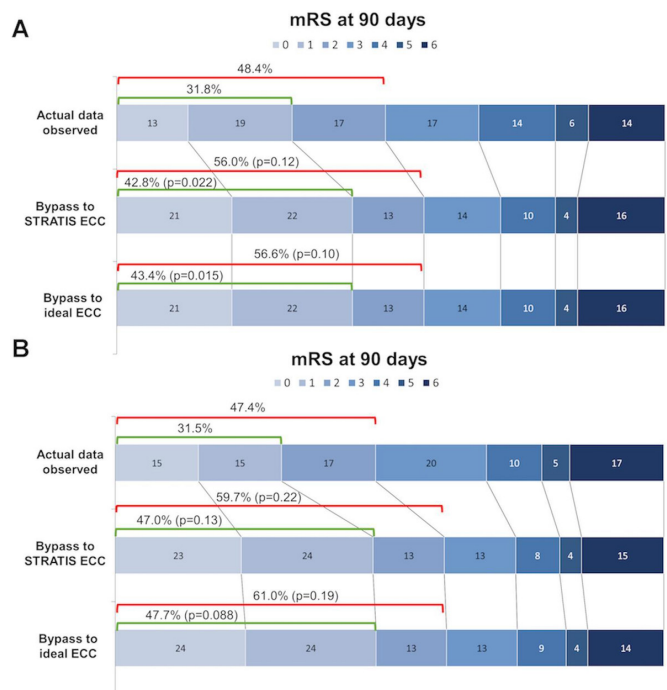 A
mRS at 90 days
0 1 2 3 4 5 6
48.4%
31.8%
Actual data
observed
13 19 17 17 14 6 14
56.0% (p=0.12)
42.8% (p=0.022)
Bypass to
STRATIS ECC
21 22 13 14 10 4 16
56.6% (p=0.10)
43.4% (p=0.015)
Bypass to
ideal ECC
21 22 13 14 10 4 16
B
mRS at 90 days
0 1 2 3 4 5 6
47.4%
31.5%
Actual data
observed
15 15 17 20 10 5 17
59.7% (p=0.22)
47.0% (p=0.13)
Bypass to
STRATIS ECC
23 24 13 13 8 4 15
61.0% (p=0.19)
47.7% (p=0.088)
Bypass to
ideal ECC
24 24 13 13 9 4 14